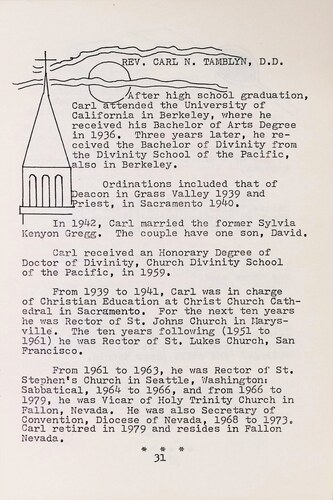 REV. CARL N. TAMBLYN, D.D.
After high school graduation,
Carl attended the University of
California in Berkeley, where he
received his Bachelor of Arts Degree
in 1936. Three years later, he re-
ceived the Bachelor of Divinity from
the Divinity School of the Pacific,
also in Berkeley.
Ordinations included that of
Deacon in Grass Valley 1939 and
Priest, in Sacramento 1940.
In 1942, Carl married the former Sylvia
Kenyon Gregg. The couple have one son, David.
Carl received an Honorary Degree of
Doctor of Divinity, Church Divinity School
of the Pacific, in 1959.
From 1939 to 1941, Carl was in charge
of Christian Education at Christ Church Cath-
edral in Sacramento. For the next ten years
he was Rector of St. Johns Church in Marys-
ville. The ten years following (1951 to
1961) he was Rector of St. Lukes Church, San
Francisco.
From 1961 to 1963, he was Rector of St.
Stephen's Church in Seattle, Washington:
Sabbatical, 1964 to 1966, and from 1966 to
1979, he was Vicar of Holy Trinity Church in
Fallon, Nevada. He was also Secretary of
Convention, Diocese of Nevada, 1968 to 1973.
Carl retired in 1979 and resides in Fallon
Nevada.
* * *
31